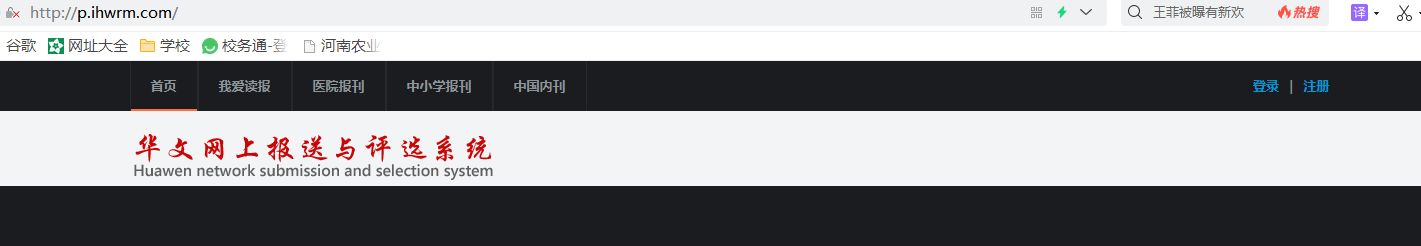 http://p.ihwrm.com/
王菲被曝有新欢 热搜 译
谷歌 网址大全 学校 校务通-登 河南农业
首页 我爱读报 医院报刊 中小学报刊 中国内刊 登录 | 注册
华文网上报送与评选系统
Huawen network submission and selection system